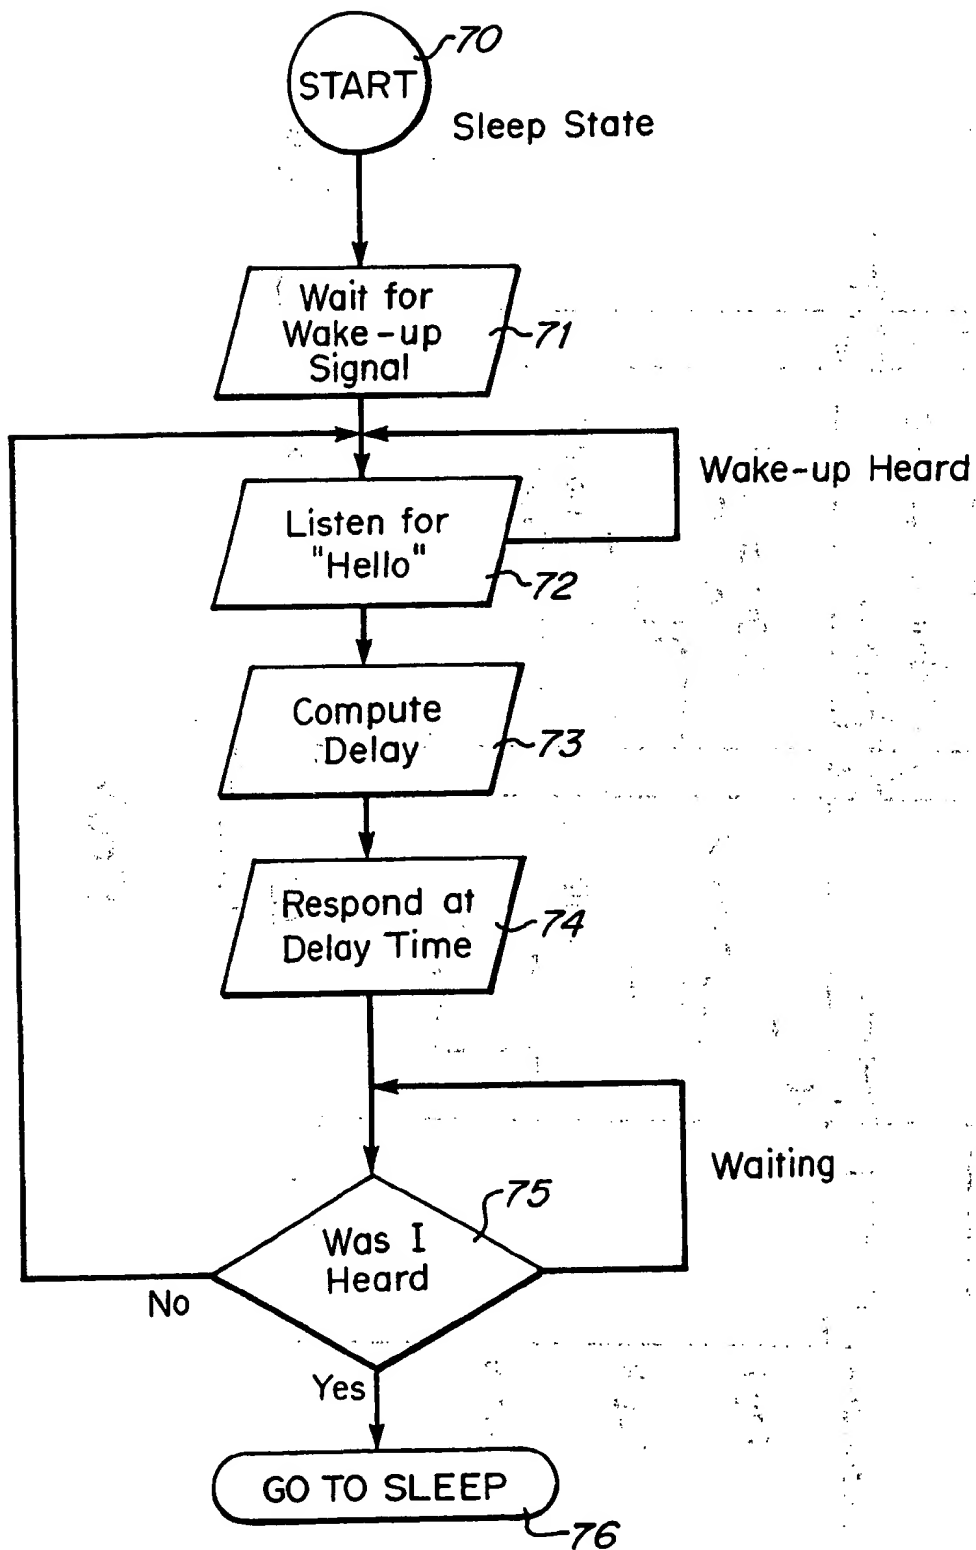 70
START
Sleep State
Wait for
Wake-up
Signal
71
Wake-up Heard
Listen for
"Hello"
72
Compute
Delay
73
Respond at
Delay Time
74
Waiting
75
Was I
Heard
No
Yes
GO TO SLEEP
76